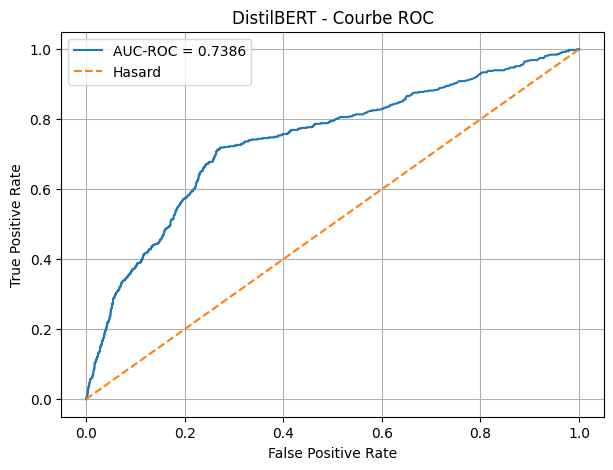 DistilBERT - Courbe ROC
AUC-ROC = 0.7386
Hasard
True Positive Rate
1.0
0.8
0.6
0.4
0.2
0.0
0.0 0.2 0.4 0.6 0.8 1.0
False Positive Rate